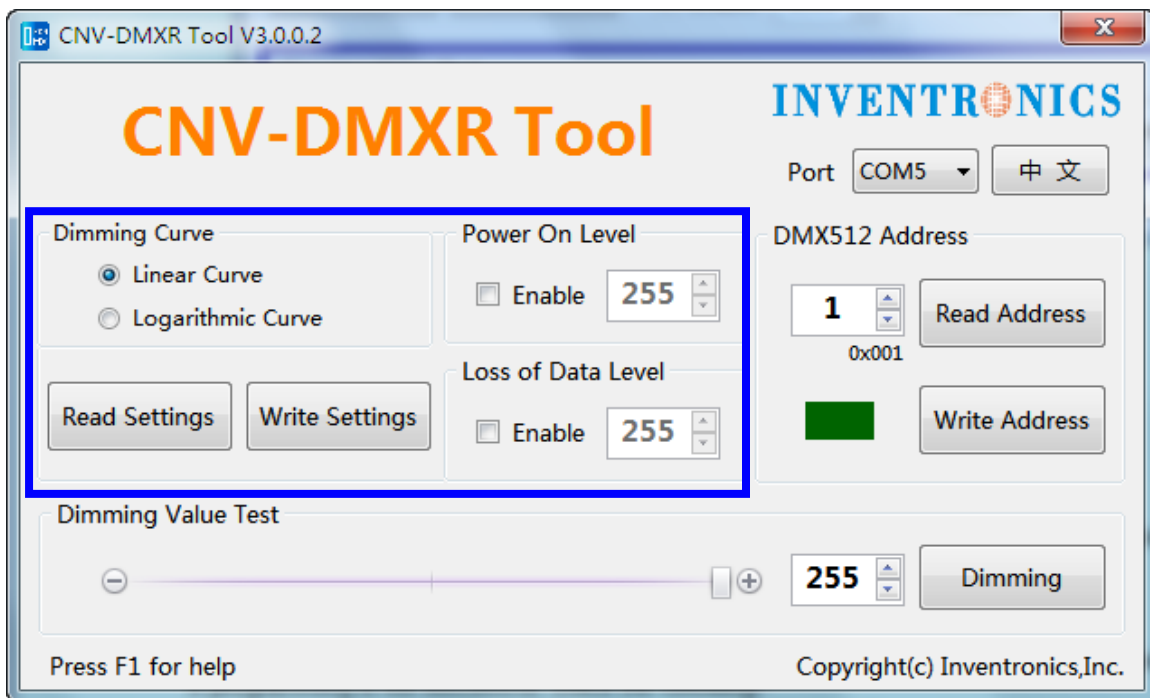 CNV-DMXR Tool V3.0.0.2
X
CNV-DMXR Tool
INVENTRONICS
Port COM5 中 文
Dimming Curve
Linear Curve
Logarithmic Curve
Read Settings Write Settings
Power On Level
Enable 255
Loss of Data Level
Enable 255
DMX512 Address
1 Read Address
0x001
Write Address
Dimming Value Test
255 Dimming
Press F1 for help
Copyright(c) Inventronics,Inc.